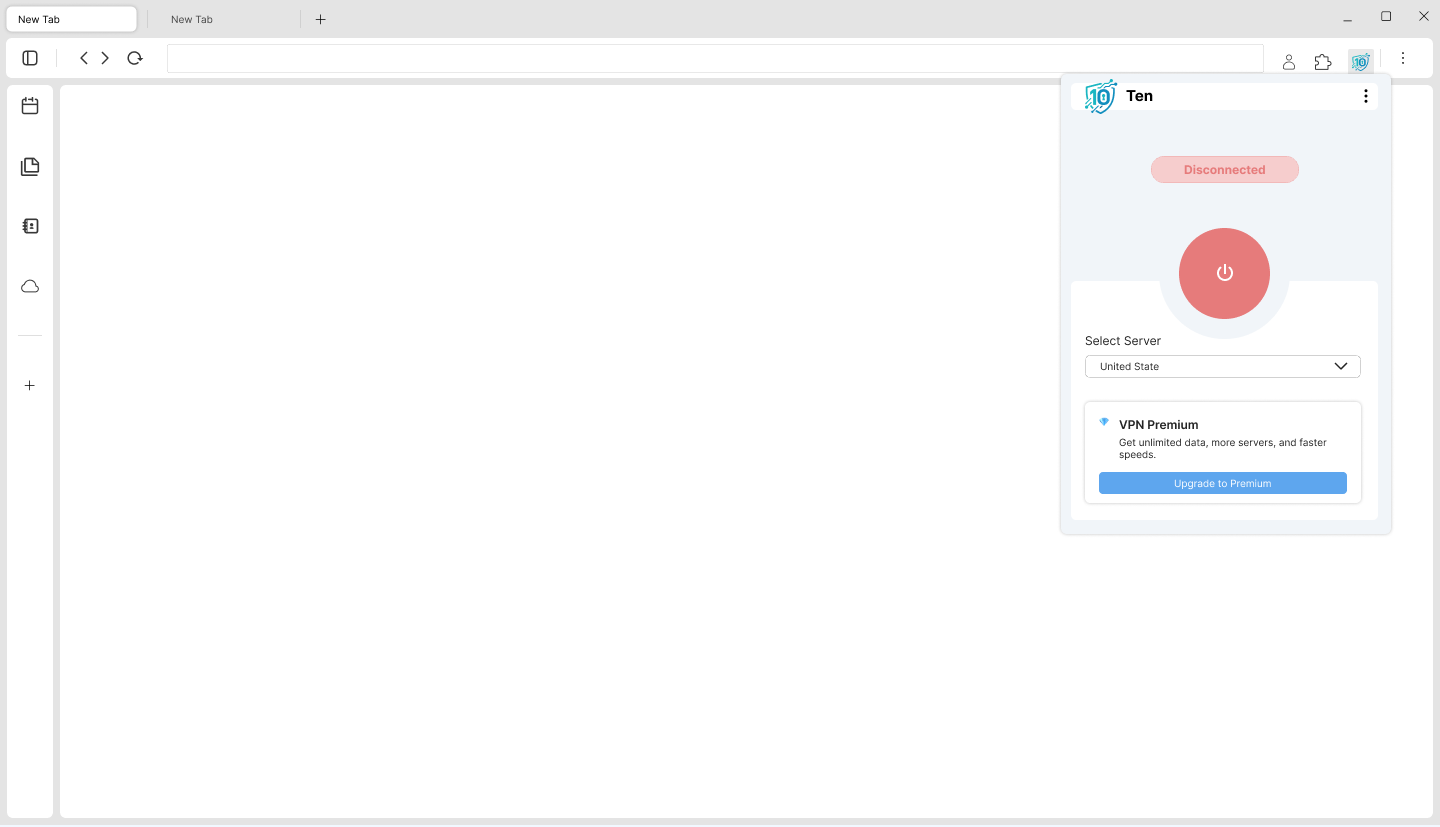 New Tab
New Tab
10
10
Ten
Disconnected
Select Server
United State
VPN Premium
Get unlimited data, more servers, and faster
speeds.
Upgrade to Premium